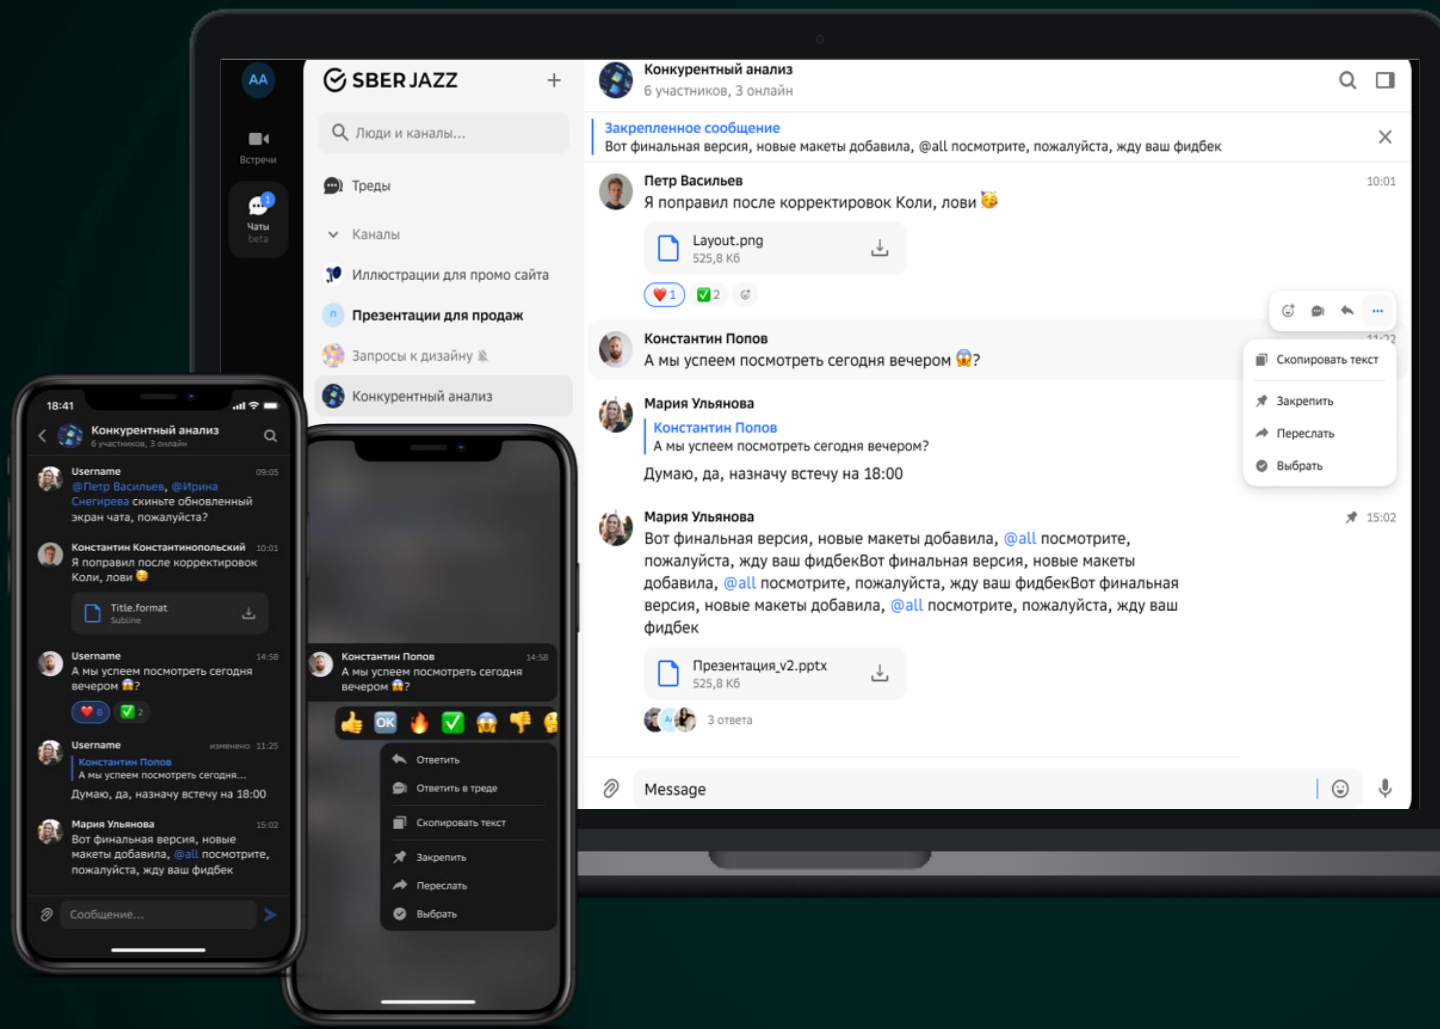 AA
Встречи
1
Чаты
beta
SBER JAZZ
Люди и каналы...
Треды
Каналы
Иллюстрации для промо сайта
П
Презентации для продаж
Запросы к дизайну
Конкурентный анализ
Конкурентный анализ
6 участников, 3 онлайн
Закрепленное сообщение
Вот финальная версия, новые макеты добавила, @all посмотрите, пожалуйста, жду ваш фидбек
Петр Васильев
10:01
Я поправил после корректировок Коли, лови
Layout.png
525,8 Кб
1
2
Константин Попов
А мы успеем посмотреть сегодня вечером ?
Скопировать текст
Закрепить
Переслать
Выбрать
Мария Ульянова
Константин Попов
А мы успеем посмотреть сегодня вечером?
Думаю, да, назначу встечу на 18:00
Мария Ульянова
15:02
Вот финальная версия, новые макеты добавила, @all посмотрите,
пожалуйста, жду ваш фидбекВот финальная версия, новые макеты
добавила, @all посмотрите, пожалуйста, жду ваш фидбекВот финальная
версия, новые макеты добавила, @all посмотрите, пожалуйста, жду ваш
фидбек
Презентация_v2.pptx
525,8 Кб
3 ответа
Message
18:41
Конкурентный анализ
6 участников, 3 онлайн
Username
09:05
@Петр Васильев, @Ирина
Снегирева скиньте обновленный
экран чата, пожалуйста?
Константин Константинопольский
10:01
Я поправил после корректировок
Коли, лови
Title.format
Subline
Username
14:58
А мы успеем посмотреть сегодня
вечером ?
8
2
Username
изменено 11:25
Константин Попов
А мы успеем посмотреть сегодня...
Думаю, да, назначу встечу на 18:00
Мария Ульянова
15:02
Вот финальная версия, новые
макеты добавила, @all посмотрите,
пожалуйста, жду ваш фидбек
Сообщение...
Константин Попов
14:58
А мы успеем посмотреть сегодня
вечером ?
OK
Ответить
Ответить в треде
Скопировать текст
Закрепить
Переслать
Выбрать